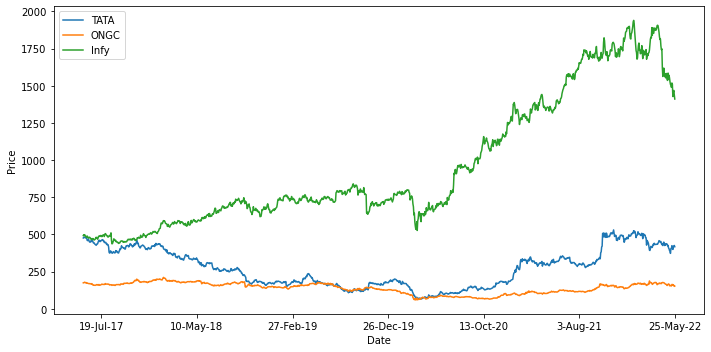 TATA
ONGC
Infy
2000
1750
1500
1250
1000
750
500
250
0
Price
19-Jul-17 10-May-18 27-Feb-19 26-Dec-19 13-Oct-20 3-Aug-21 25-May-22
Date